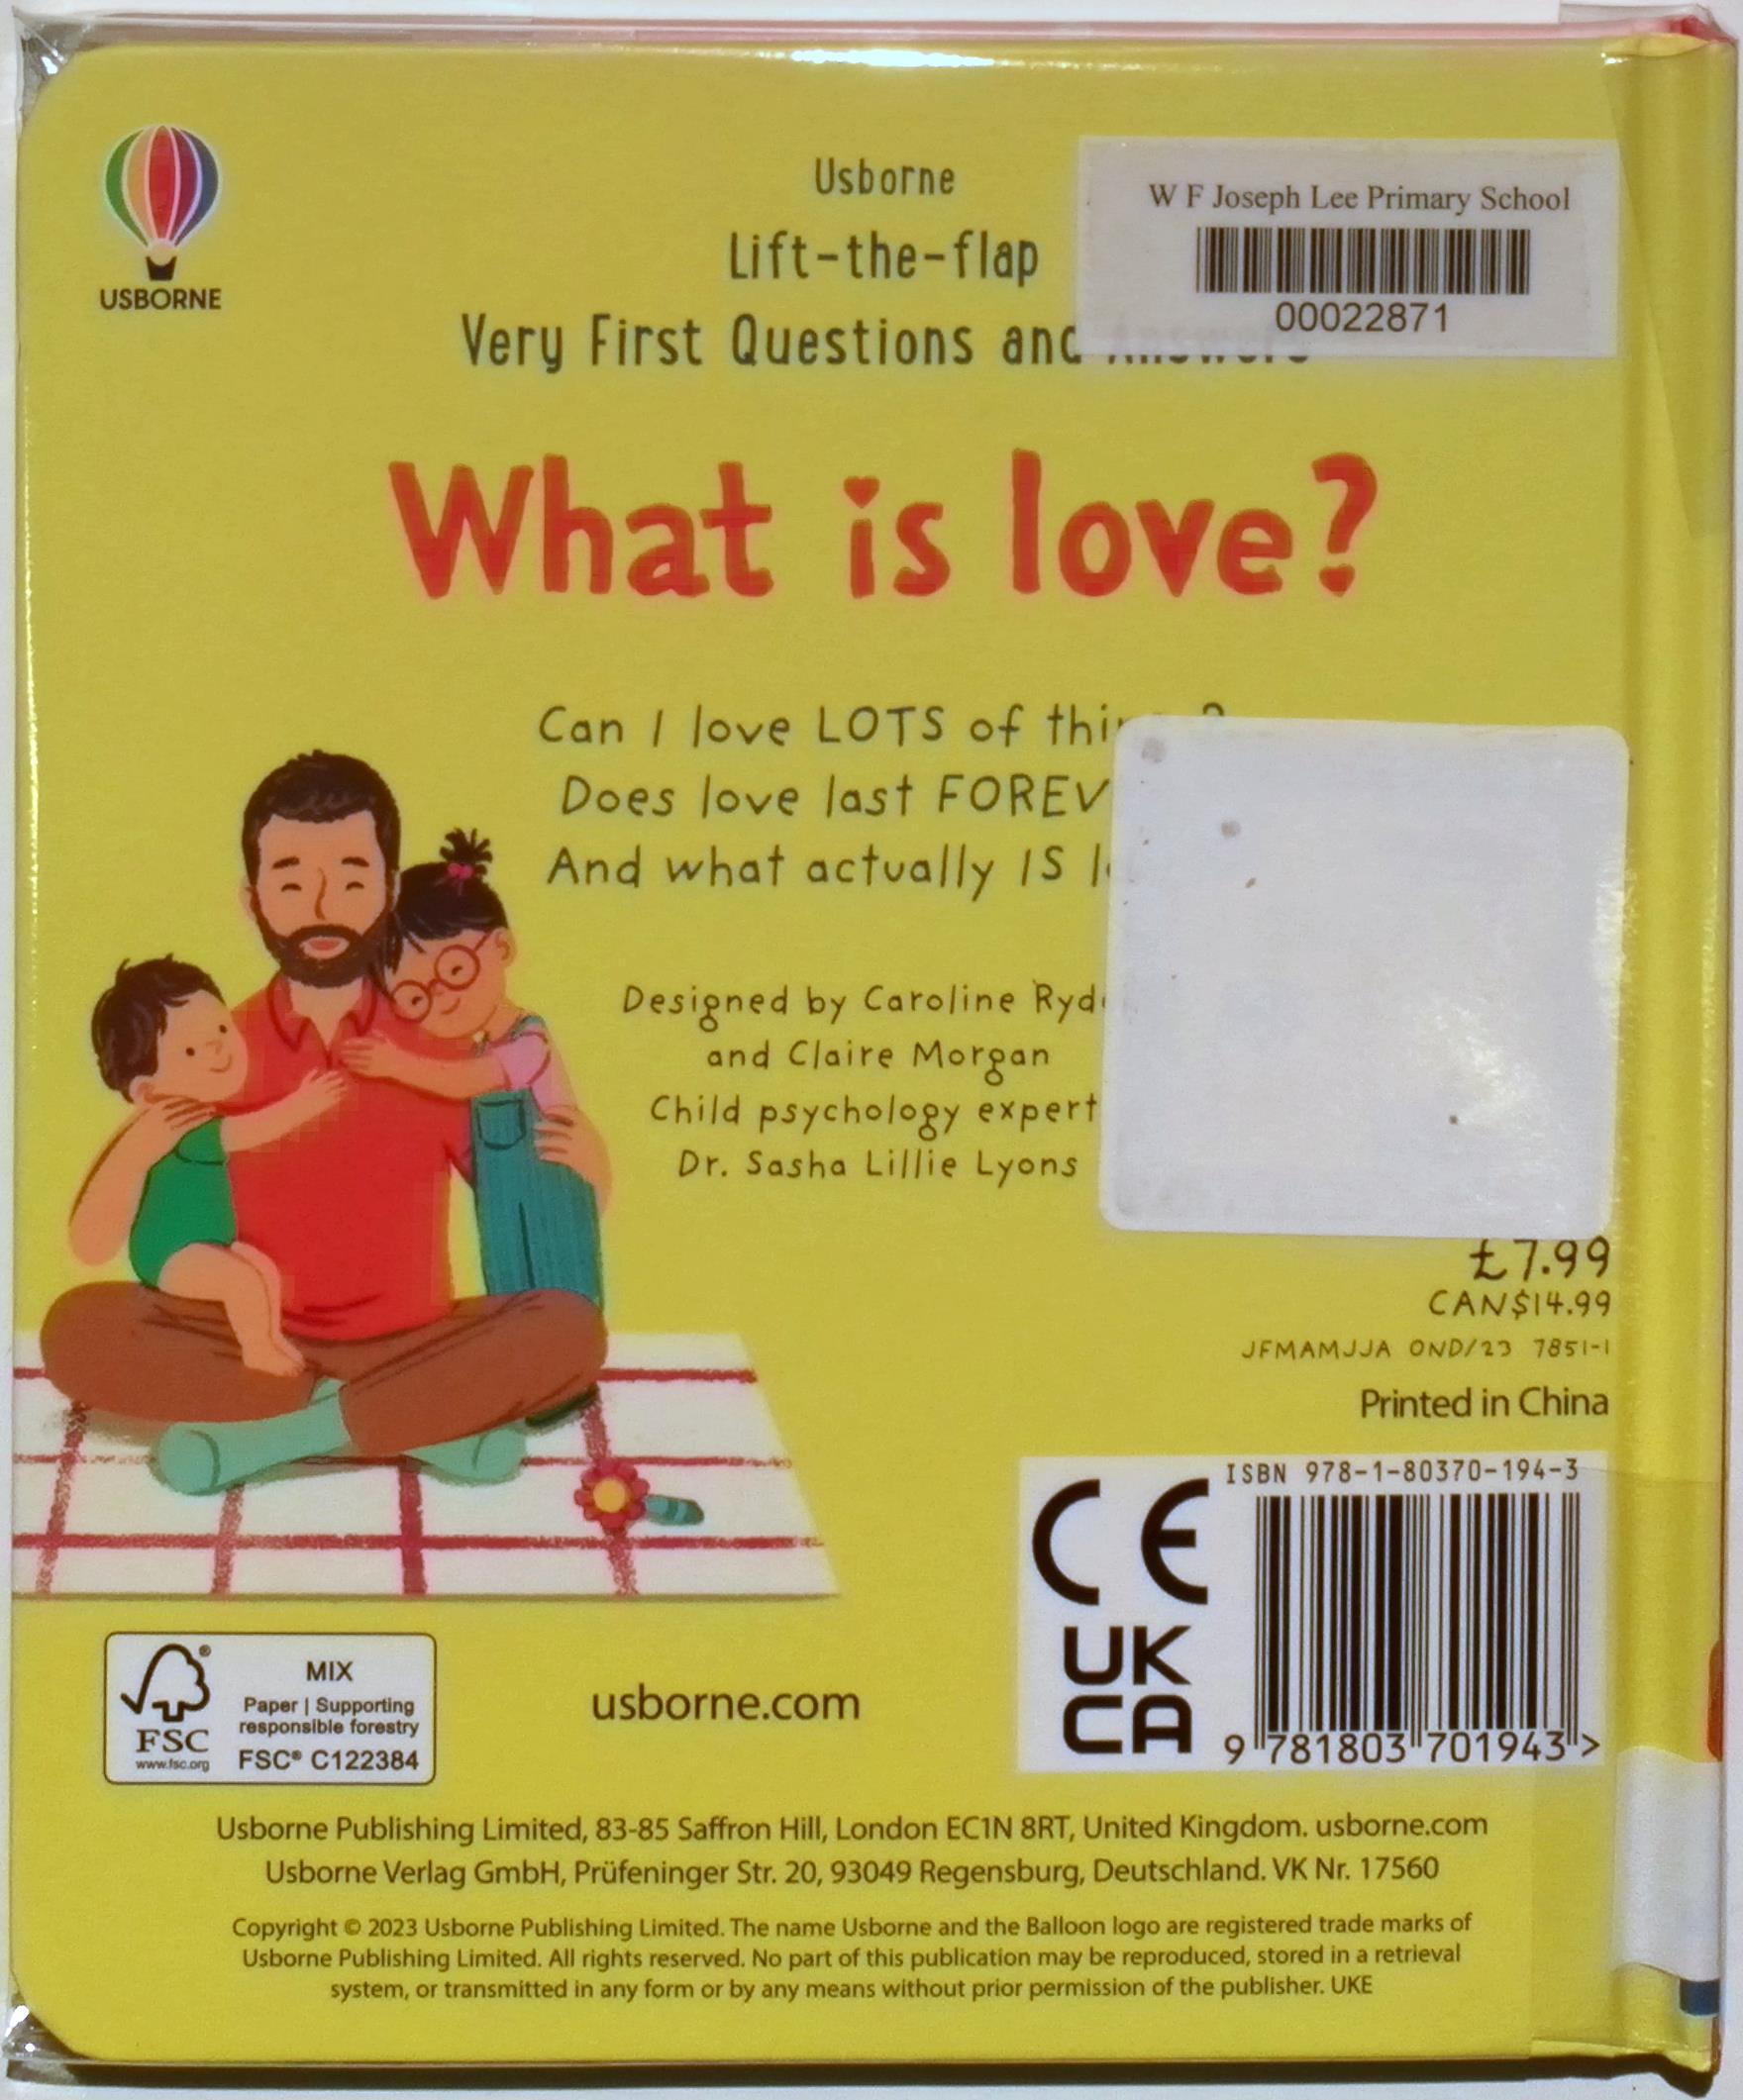 USBORNE
Usborne
Lift-the-flap
Very First Questions and
W F Joseph Lee Primary School
00022871
What is love?
Can I love LOTS of
Does love last
And what actually IS
Designed by Caroline
and Claire Morgan
Child psychology expert
Dr. Sasha Lillie Lyons
£7.99
CAN$14.99
JFMAMJJA OND/23 7851-1
Printed in China
CE
UK
CA
ISBN 978-1-80370-194-3
9 781803 701943 >
FSC
www.fsc.org
MIX
Paper | Supporting
responsible forestry
FSC® C122384
usborne.com
Usborne Publishing Limited, 83-85 Saffron Hill, London EC1N 8RT, United Kingdom. usborne.com
Usborne Verlag GmbH, Prüfeninger Str. 20, 93049 Regensburg, Deutschland. VK Nr. 17560
Copyright © 2023 Usborne Publishing Limited. The name Usborne and the Balloon logo are registered trade marks of
Usborne Publishing Limited. All rights reserved. No part of this publication may be reproduced, stored in a retrieval
system, or transmitted in any form or by any means without prior permission of the publisher. UKE